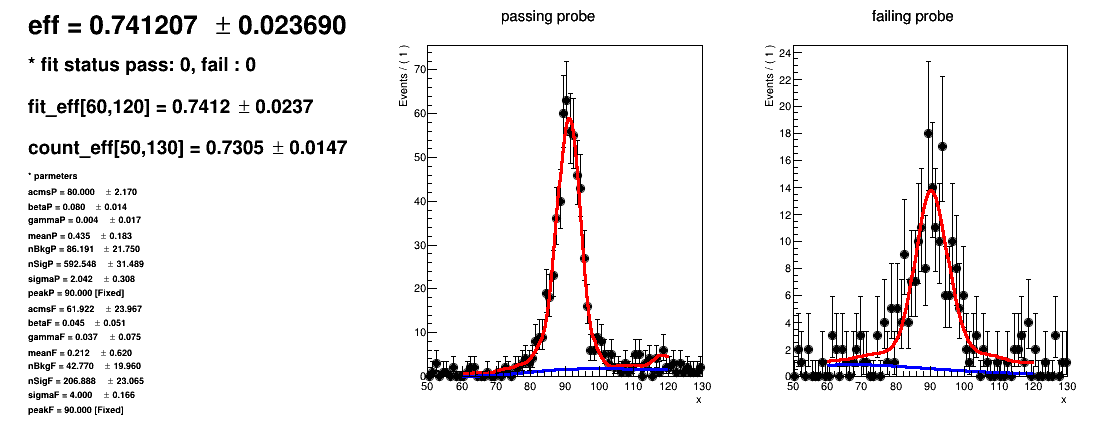 eff = 0.741207 ± 0.023690
* fit status pass: 0, fail : 0
fit_eff[60,120] = 0.7412 ± 0.0237
count_eff[50,130] = 0.7305 ± 0.0147
* parmeters
acmsP = 80.000 ± 2.170
betaP = 0.080 ± 0.014
gammaP = 0.004 ± 0.017
meanP = 0.435 ± 0.183
nBkgP = 86.191 ± 21.750
nSigP = 592.548 ± 31.489
sigmaP = 2.042 ± 0.308
peakP = 90.000 [Fixed]
acmsF = 61.922 ± 23.967
betaF = 0.045 ± 0.051
gammaF = 0.037 ± 0.075
meanF = 0.212 ± 0.620
nBkgF = 42.770 ± 19.960
nSigF = 206.888 ± 23.065
sigmaF = 4.000 ± 0.166
peakF = 90.000 [Fixed]
passing probe
Events / ( 1 )
70
60
50
40
30
20
10
0
50 60 70 80 90 100 110 120 130
x
failing probe
Events / ( 1 )
24
22
20
18
16
14
12
10
8
6
4
2
0
50 60 70 80 90 100 110 120 130
x